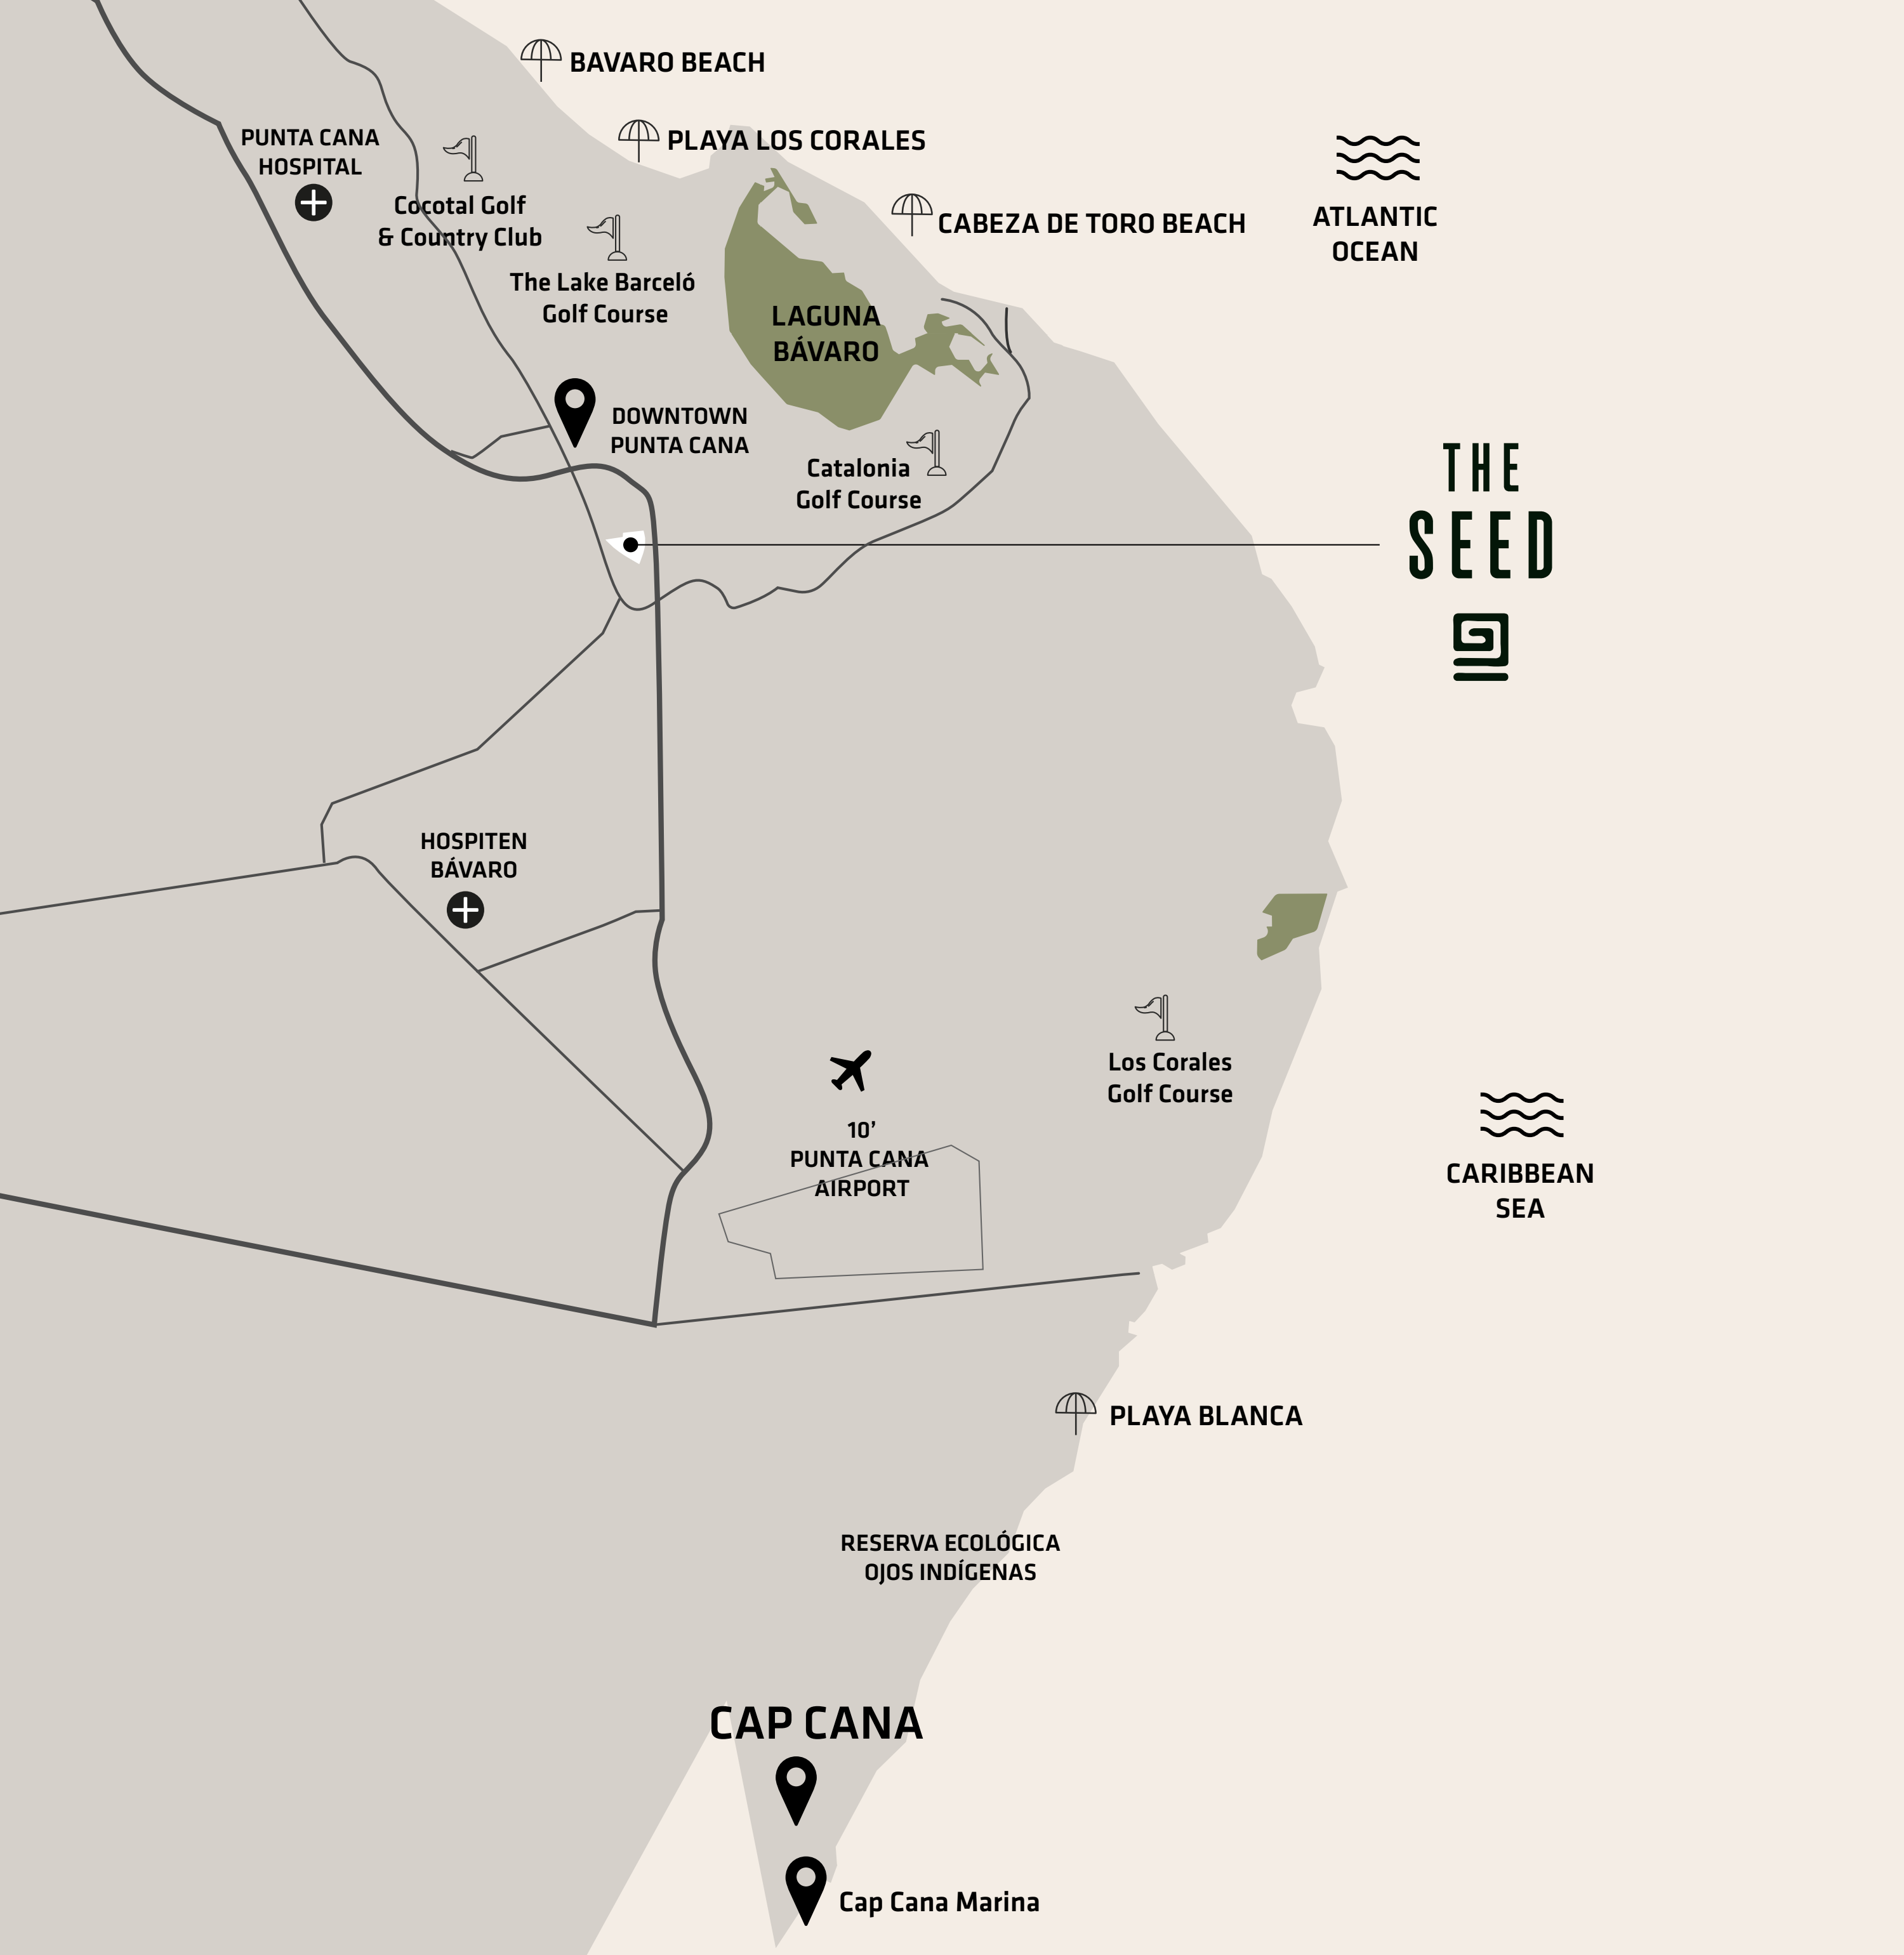 BAVARO BEACH
PLAYA LOS CORALES
PUNTA CANA
HOSPITAL
Cocotal Golf
& Country Club
CABEZA DE TORO BEACH
ATLANTIC
OCEAN
The Lake Barceló
Golf Course
LAGUNA
BÁVARO
DOWNTOWN
PUNTA CANA
Catalonia
Golf Course
THE
SEED
HOSPITEN
BÁVARO
Los Corales
Golf Course
10’
PUNTA CANA
AIRPORT
CARIBBEAN
SEA
PLAYA BLANCA
RESERVA ECOLÓGICA
OJOS INDÍGENAS
CAP CANA
Cap Cana Marina